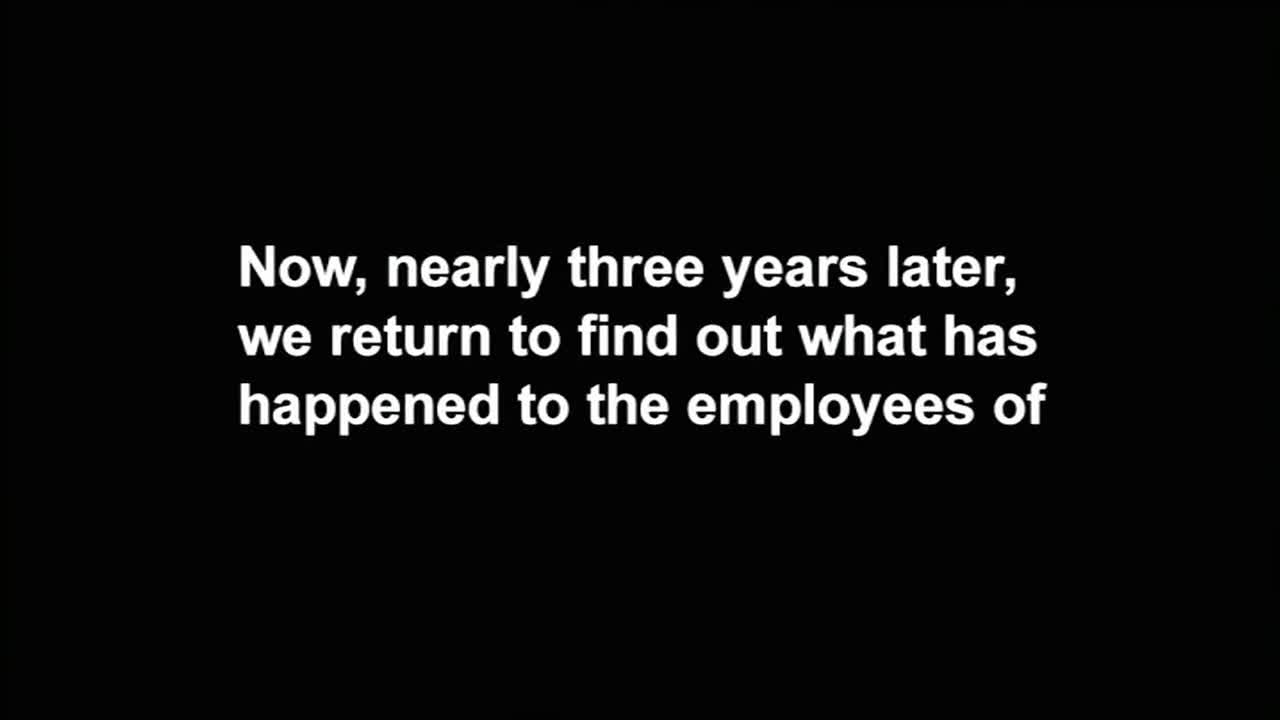 Now, nearly three years later,
we return to find out what has
happened to the employees of